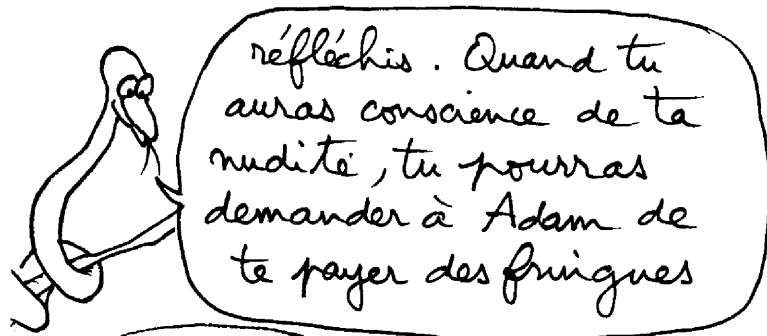 réfléchis. Quand tu
auras conscience de ta
nudité, tu pourras
demander à Adam de
te payer des fringues